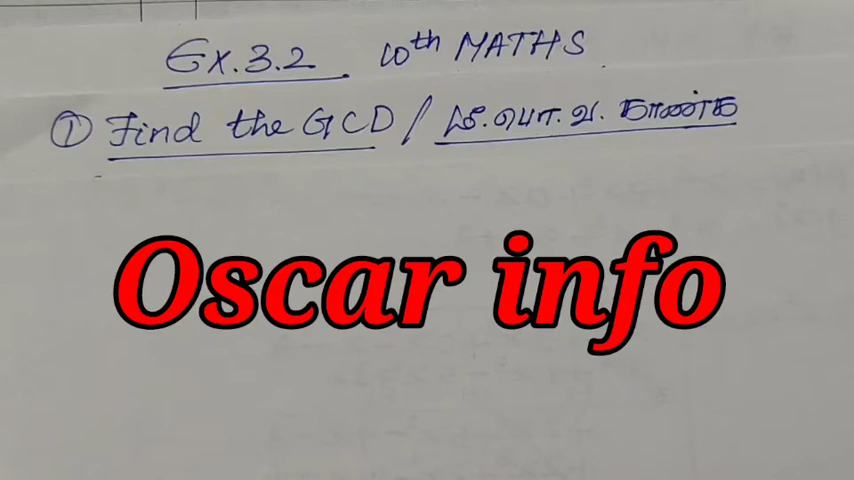 Ex.3.2 10th MATHS
① Find the GCD / மீ.பொ.வ. காண்க
Oscar info